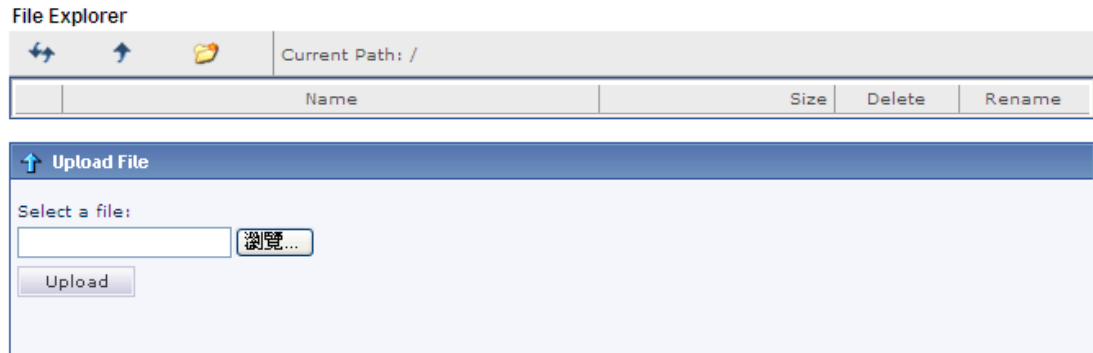 File Explorer
Current Path: /
Name Size Delete Rename
Upload File
Select a file:
瀏覽...
Upload